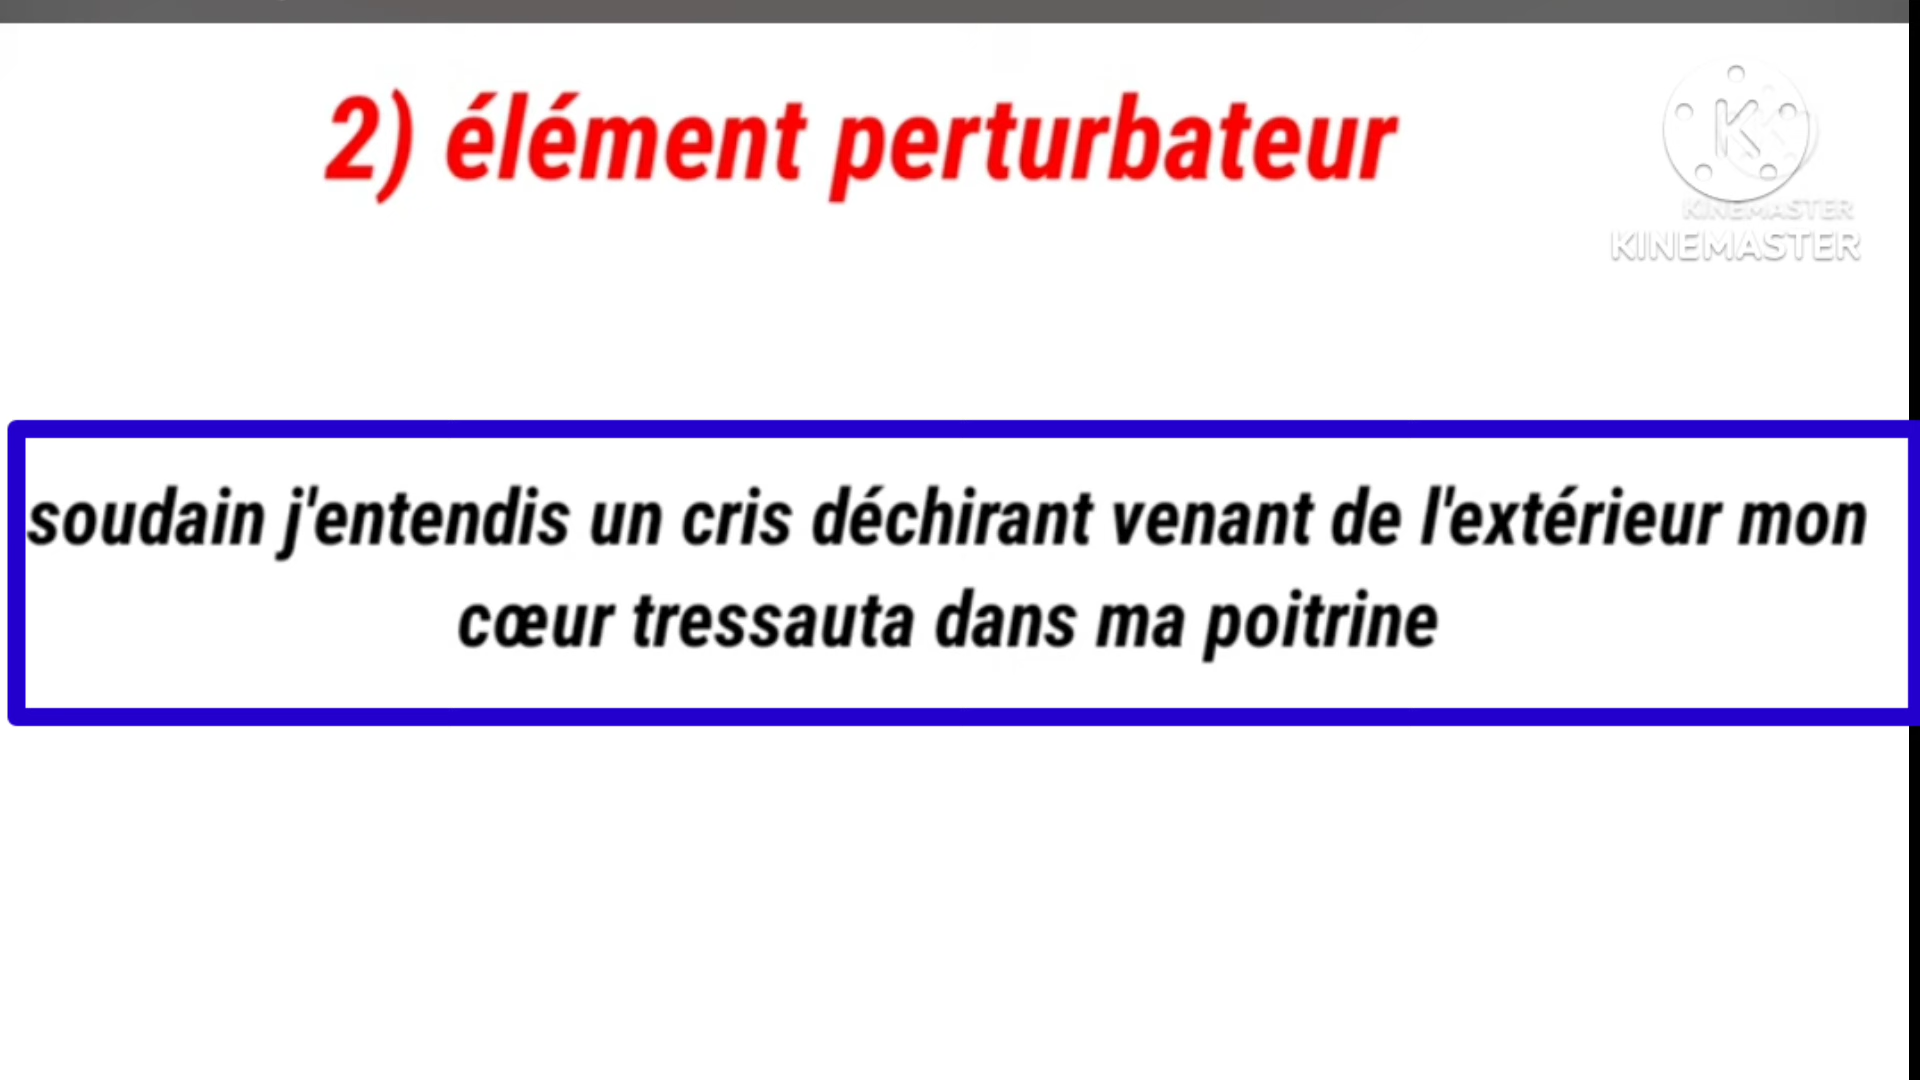 2) élément perturbateur
K
KINEMASTER
KINEMASTER
soudain j'entendis un cris déchirant venant de l'extérieur mon
cœur tressauta dans ma poitrine